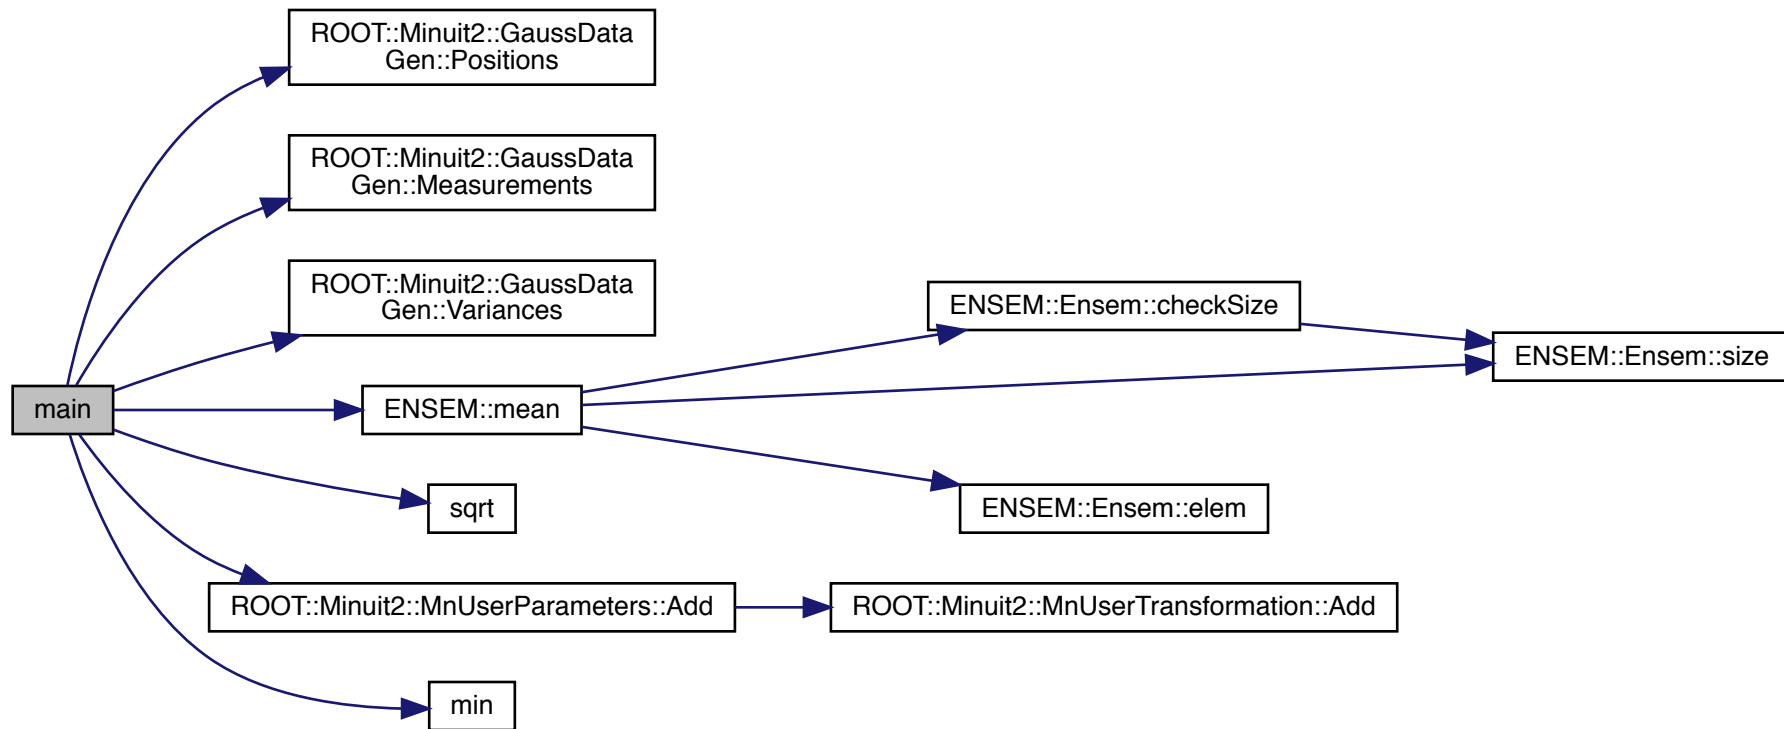 ROOT::Minuit2::GaussData
Gen::Positions
ROOT::Minuit2::GaussData
Gen::Measurements
ROOT::Minuit2::GaussData
Gen::Variances
ENSEM::Ensem::checkSize
ENSEM::Ensem::size
main
ENSEM::mean
sqrt
ENSEM::Ensem::elem
ROOT::Minuit2::MnUserParameters::Add
ROOT::Minuit2::MnUserTransformation::Add
min